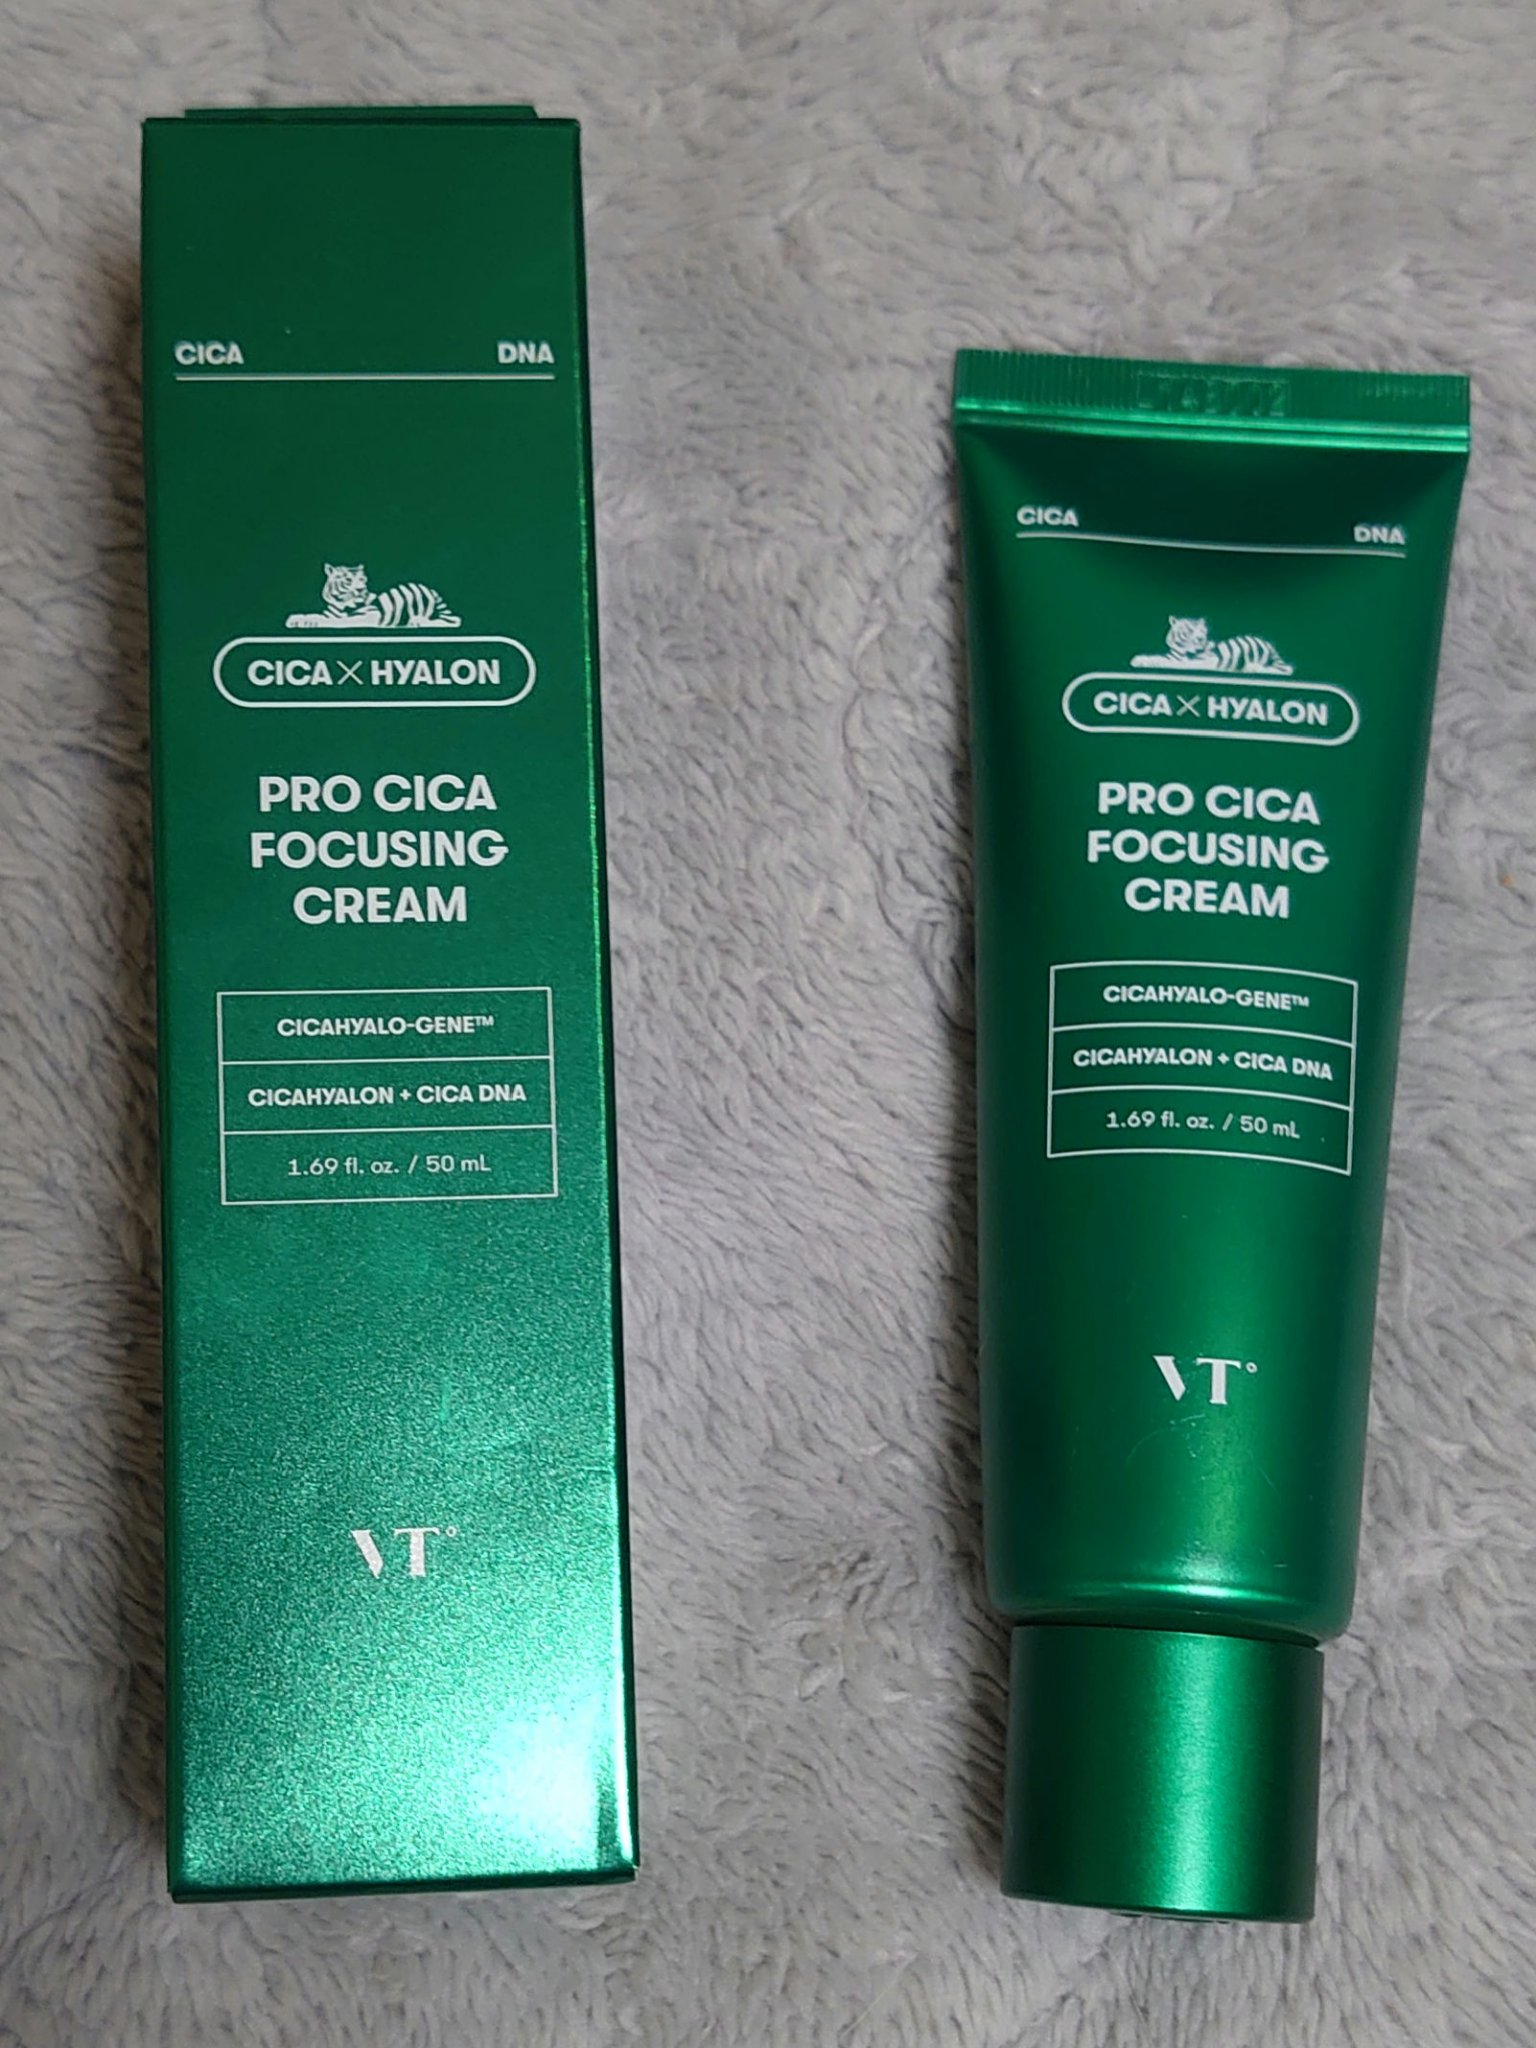 CICA DNA
CICA×HYALON
PRO CICA
FOCUSING
CREAM
CICAHYALO-GENE™
CICAHYALON + CICA DNA
1.69 fl. oz. / 50 mL
VT°
CICA DNA
CICA×HYALON
PRO CICA
FOCUSING
CREAM
CICAHYALO-GENE™
CICAHYALON + CICA DNA
1.69 fl. oz. / 50 mL
VT°